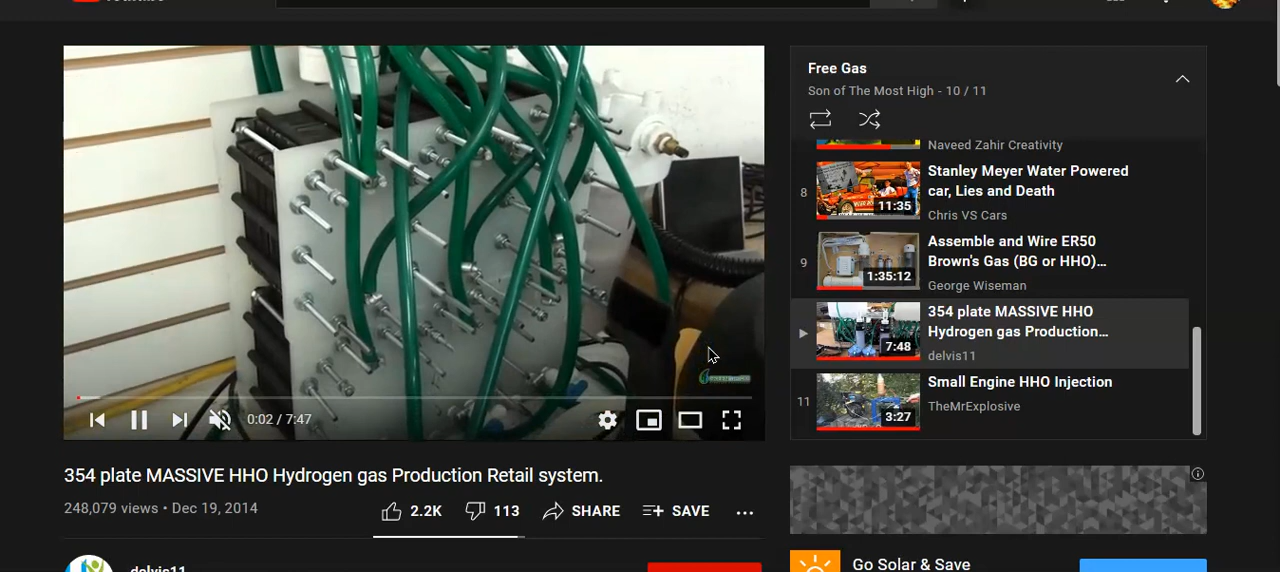 Free Gas
Son of The Most High - 10 / 11
Naveed Zahir Creativity
8
Stanley Meyer Water Powered
car, Lies and Death
11:35
Chris VS Cars
9
Assemble and Wire ER50
Brown's Gas (BG or HHO)...
1:35:12
George Wiseman
354 plate MASSIVE HHO
Hydrogen gas Production...
7:48
delvis11
11
Small Engine HHO Injection
TheMrExplosive
3:27
0:02 / 7:47
354 plate MASSIVE HHO Hydrogen gas Production Retail system.
248,079 views • Dec 19, 2014
2.2K
113
SHARE
SAVE
delvis11
Go Solar & Save